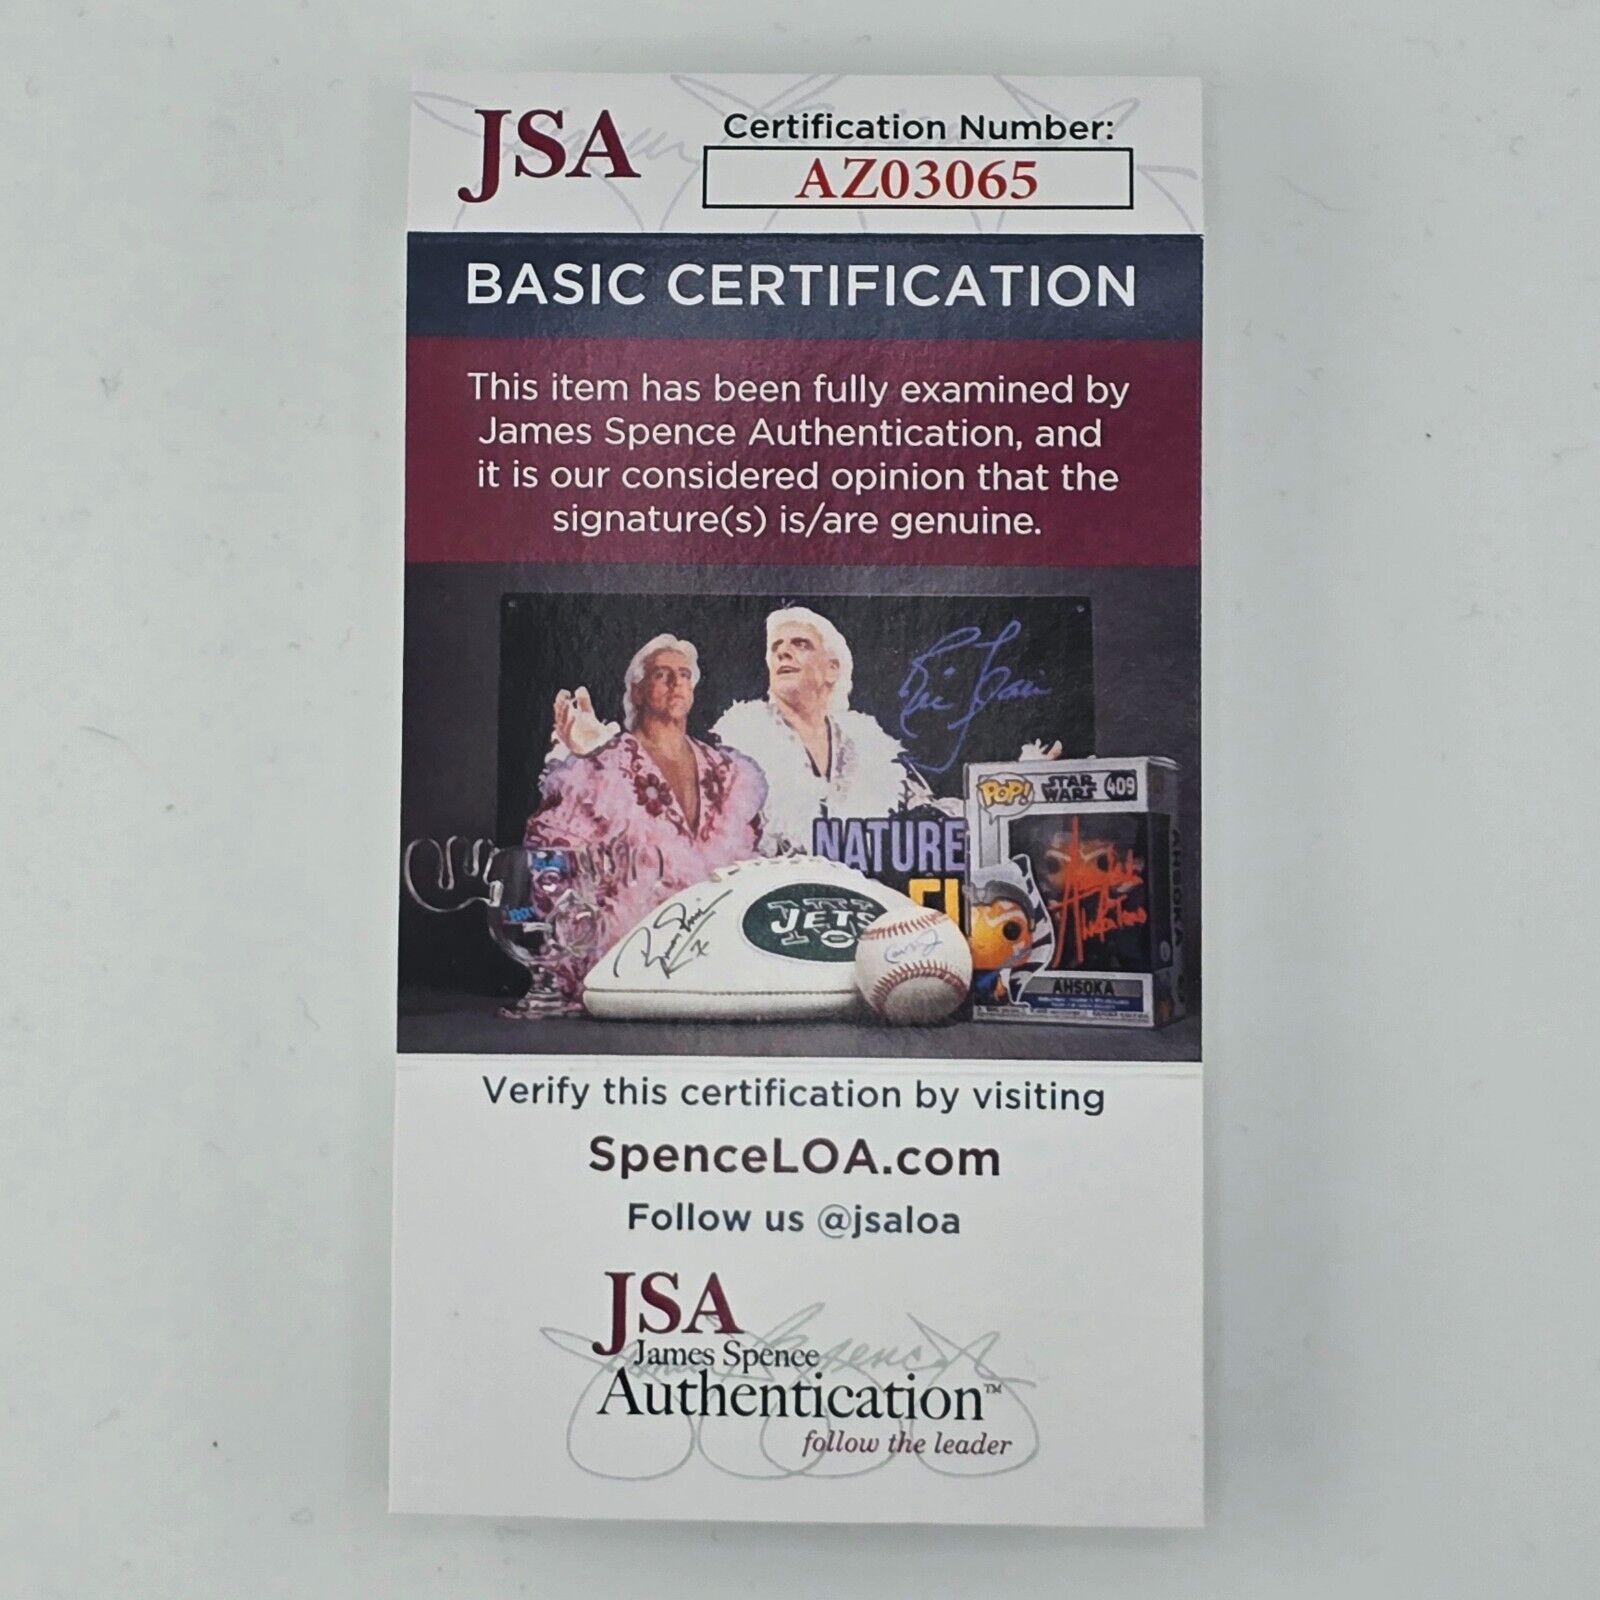 JSA
Certification Number:
AZ03065
BASIC CERTIFICATION
This item has been fully examined by
James Spence Authentication, and
it is our considered opinion that the
signature(s) is/are genuine.
NATURE
POP!
STAR
WARS
409
JETS
AHSOKA
AHSOKA
Verify this certification by visiting
SpenceLOA.com
Follow us @jsaloa
JSA
James Spence
Authentication™
follow the leader